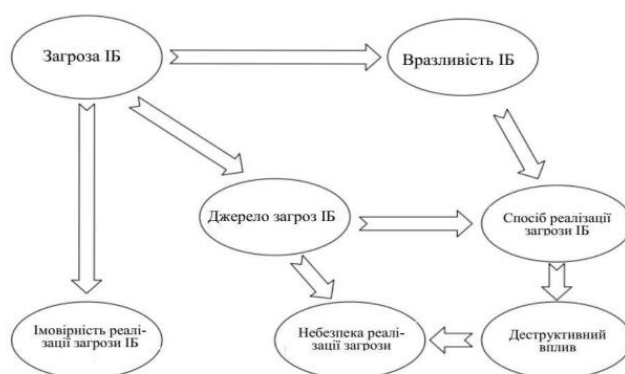 Загроза ІБ
Вразливість ІБ
Джерело загроз ІБ
Спосіб реалізації
загрози ІБ
Імовірність реалі-
зації загрози ІБ
Небезпека реалі-
зації загрози
Деструктивний
вплив